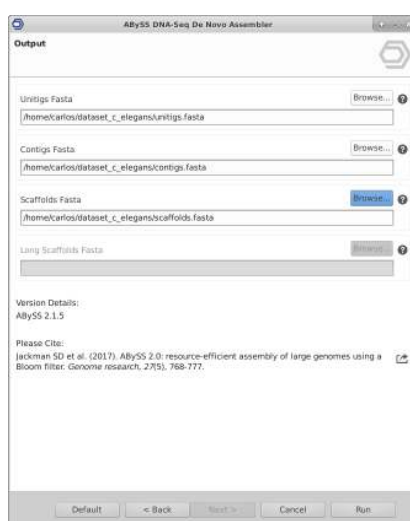 ABySS DNA-Seq De Novo Assembler
Output
Unitigs Fasta
Browse...
/home/carlos/dataset_c_elegans/unitigs.fasta
Contigs Fasta
Browse...
/home/carlos/dataset_c_elegans/contigs.fasta
Scaffolds Fasta
Browse...
/home/carlos/dataset_c_elegans/scaffolds.fasta
Long Scaffolds Fasta
Browse...
Version Details:
ABySS 2.1.5
Please Cite:
Jackman SD et al. (2017). ABySS 2.0: resource-efficient assembly of large genomes using a
Bloom filter. Genome research, 27(5), 768-777.
Default < Back Next > Cancel Run